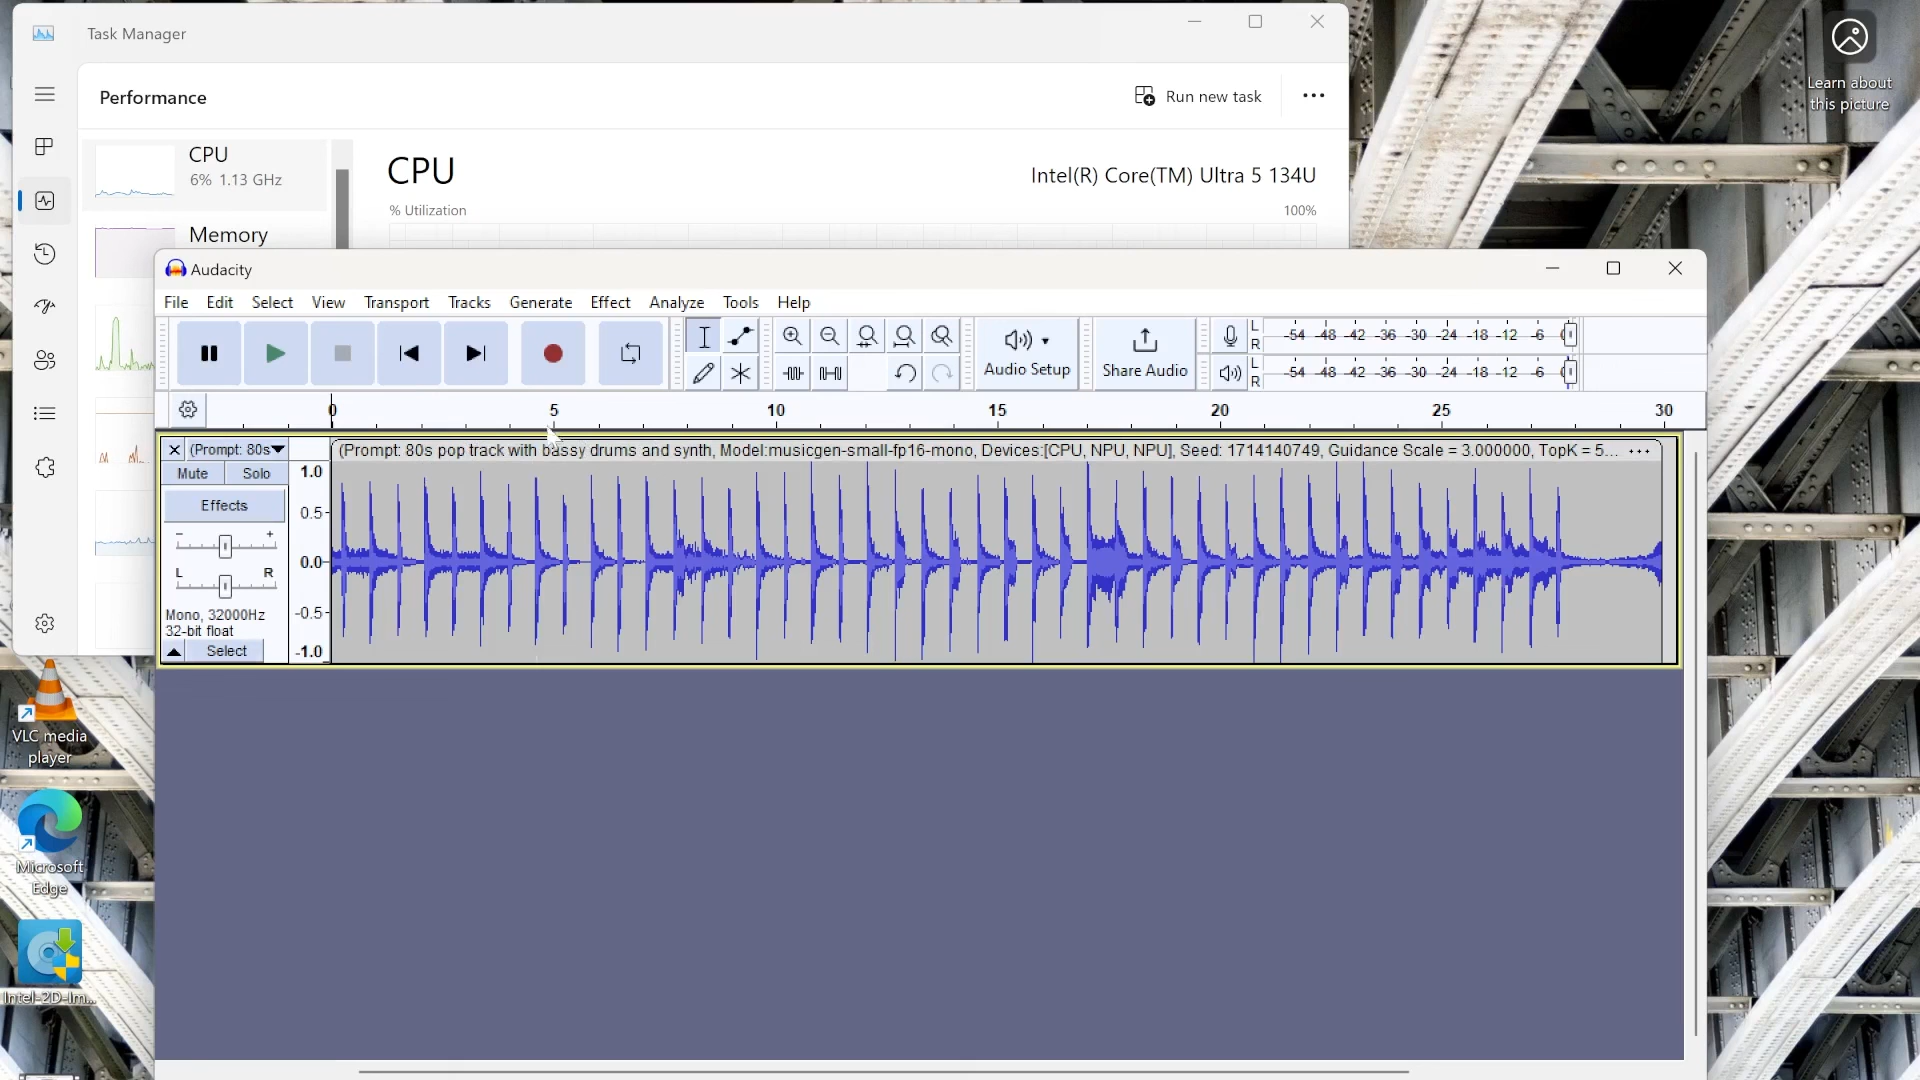 Task Manager
Learn about
this picture
Performance
Run new task
CPU
6% 1.13 GHz
CPU
Intel(R) Core(TM) Ultra 5 134U
% Utilization
100%
Memory
Audacity
File Edit Select View Transport Tracks Generate Effect Analyze Tools Help
L
R
-54 -48 -42 -36 -30 -24 -18 -12 -6
Audio Setup
Share Audio
L
R
-54 -48 -42 -36 -30 -24 -18 -12 -6
0 5 10 15 20 25 30
(Prompt: 80s
(Prompt: 80s pop track with bassy drums and synth, Model:musicgen-small-fp16-mono, Devices:[CPU, NPU, NPU], Seed: 1714140749, Guidance Scale = 3.000000, TopK = 5...
Mute Solo
Effects
- +
L R
Mono, 32000Hz
32-bit float
Select
1.0
0.5
0.0
-0.5
-1.0
VLC media
player
Microsoft
Edge
Intel-2D-Im...